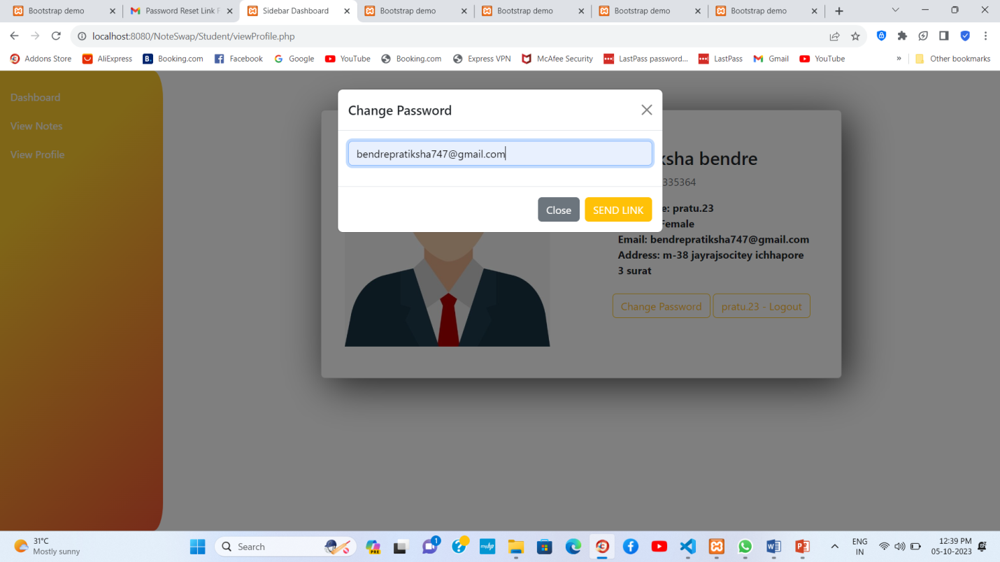 Bootstrap demo
Password Reset Link F
Sidebar Dashboard
Bootstrap demo
Bootstrap demo
Bootstrap demo
Bootstrap demo
localhost:8080/NoteSwap/Student/viewProfile.php
Addons Store AliExpress B. Booking.com Facebook Google YouTube Booking.com Express VPN McAfee Security LastPass password... LastPass Gmail YouTube » Other bookmarks
Dashboard
View Notes
View Profile
Change Password
bendrepratiksha747@gmail.com
Close SEND LINK
ksha bendre
335364
e: pratu.23
Female
Email: bendrepratiksha747@gmail.com
Address: m-38 jayrajsocitey ichhapore
3 surat
Change Password pratu.23 - Logout
31°C
Mostly sunny
Search
PRE
1
myhp
ENG
IN
12:39 PM
05-10-2023